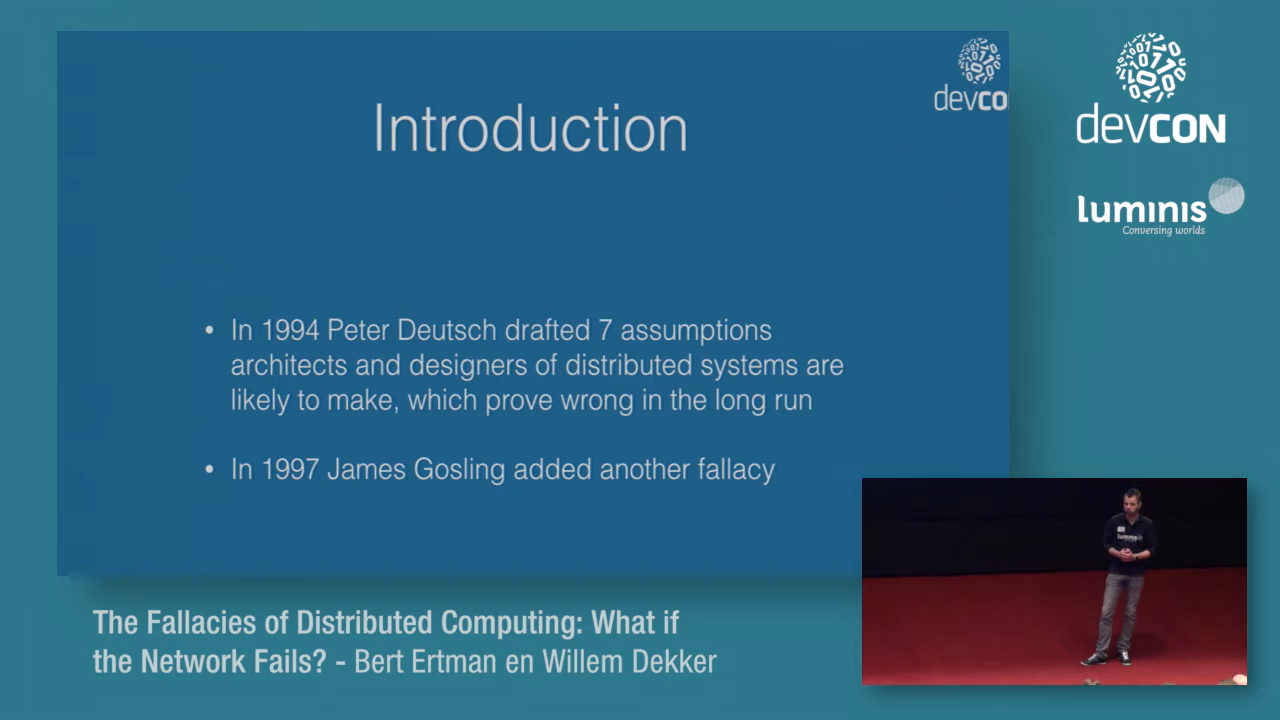 devco
Introduction
• In 1994 Peter Deutsch drafted 7 assumptions
architects and designers of distributed systems are
likely to make, which prove wrong in the long run
• In 1997 James Gosling added another fallacy
devcon
luminis
Conversing worlds
luminis
The Fallacies of Distributed Computing: What if
the Network Fails? - Bert Ertman en Willem Dekker